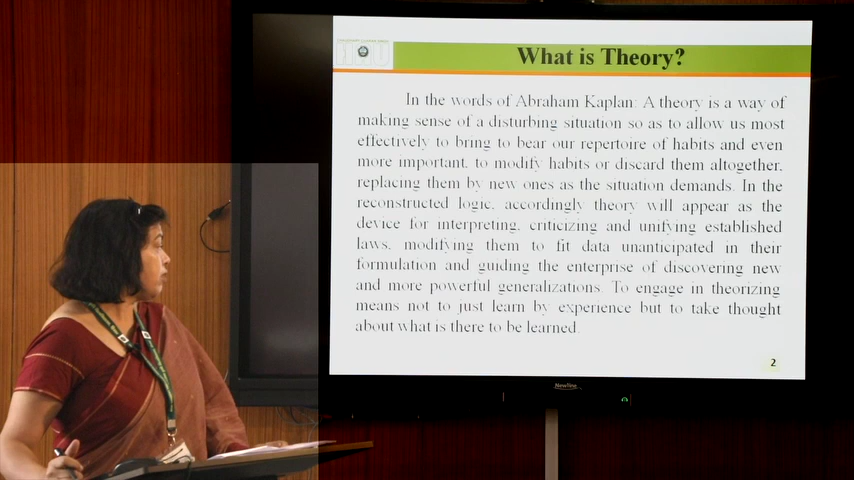 What is Theory?
In the words of Abraham Kaplan: A theory is a way of
making sense of a disturbing situation so as to allow us most
effectively to bring to bear our repertoire of habits and even
more important, to modify habits or discard them altogether,
replacing them by new ones as the situation demands. In the
reconstructed logic, accordingly theory will appear as the
device for interpreting, criticizing and unifying established
laws, modifying them to fit data unanticipated in their
formulation and guiding the enterprise of discovering new
and more powerful generalizations. To engage in theorizing
means not to just learn by experience but to take thought
about what is there to be learned.
2
Newline